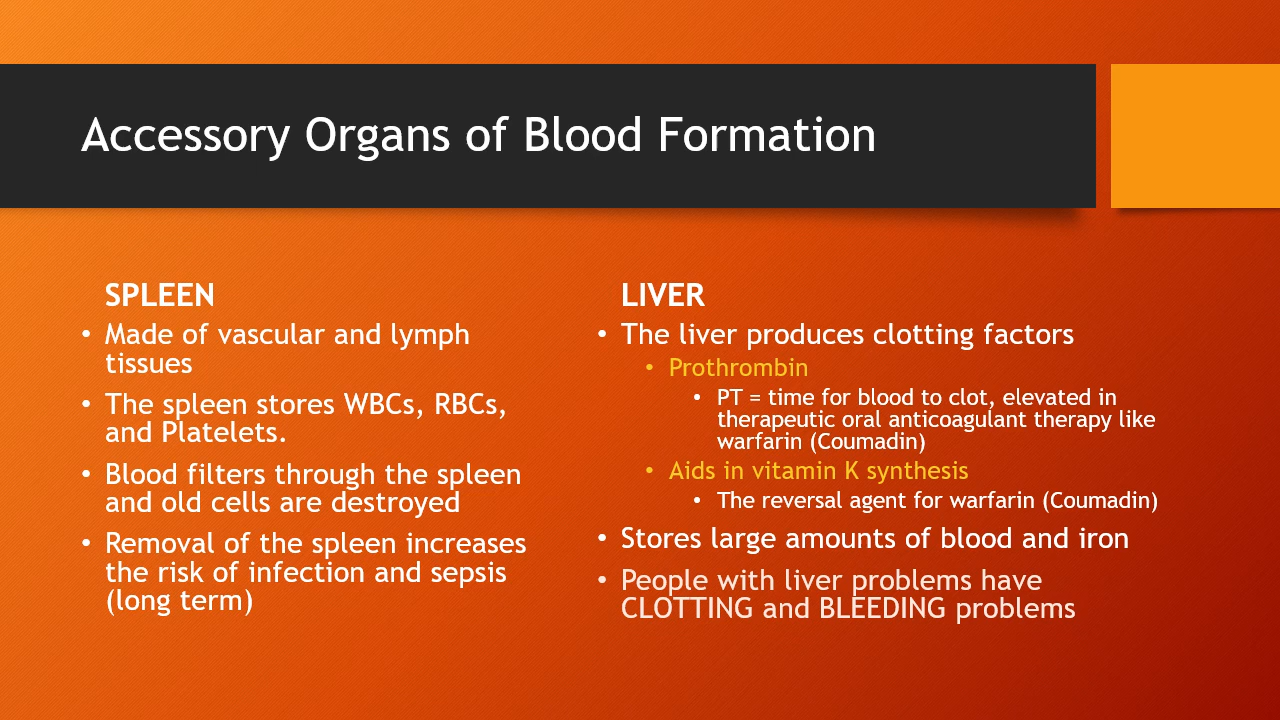 Accessory Organs of Blood Formation
SPLEEN
• Made of vascular and lymph
tissues
• The spleen stores WBCs, RBCs,
and Platelets.
• Blood filters through the spleen
and old cells are destroyed
• Removal of the spleen increases
the risk of infection and sepsis
(long term)
LIVER
• The liver produces clotting factors
• Prothrombin
• PT = time for blood to clot, elevated in
therapeutic oral anticoagulant therapy like
warfarin (Coumadin)
• Aids in vitamin K synthesis
• The reversal agent for warfarin (Coumadin)
• Stores large amounts of blood and iron
• People with liver problems have
CLOTTING and BLEEDING problems